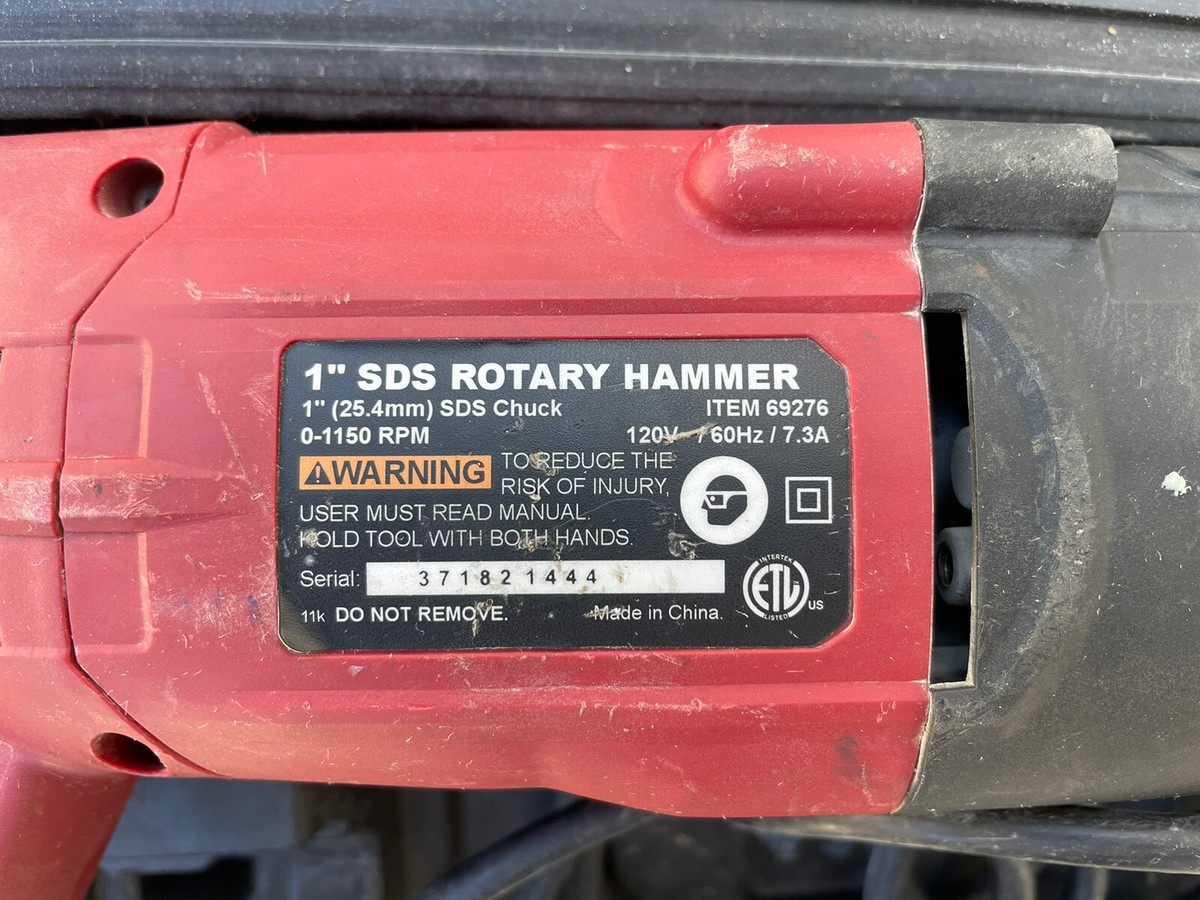 1" SDS ROTARY HAMMER
1" (25.4mm) SDS Chuck ITEM 69276
0-1150 RPM 120V~ / 60Hz / 7.3A
WARNING TO REDUCE THE
RISK OF INJURY,
USER MUST READ MANUAL.
HOLD TOOL WITH BOTH HANDS.
Serial: 371821444
INTERTEK
ETL
LISTED
US
11k DO NOT REMOVE. Made in China.